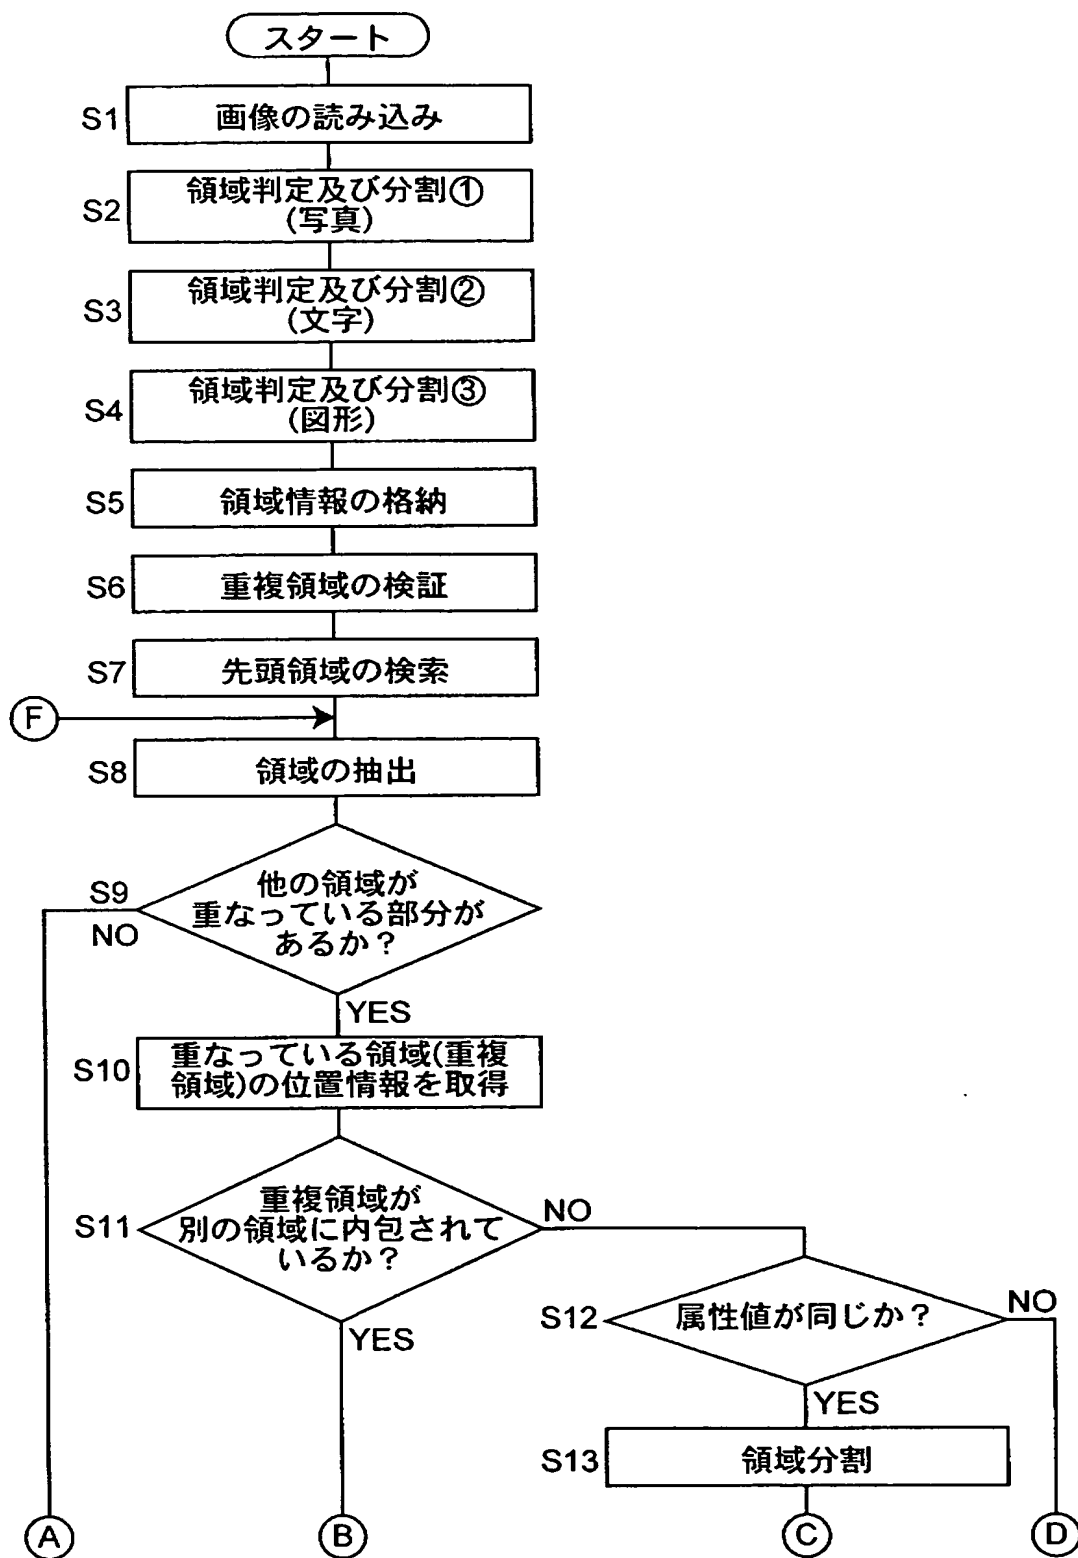 スタート
S1
画像の読み込み
S2
領域判定及び分割①
(写真)
S3
領域判定及び分割②
(文字)
S4
領域判定及び分割③
(図形)
S5
領域情報の格納
S6
重複領域の検証
S7
先頭領域の検索
F
S8
領域の抽出
S9
他の領域が
重なっている部分が
あるか?
NO
YES
S10
重なっている領域(重複
領域)の位置情報を取得
S11
重複領域が
別の領域に内包されて
いるか?
NO
YES
S12
属性値が同じか?
NO
YES
S13
領域分割
A
B
C
D